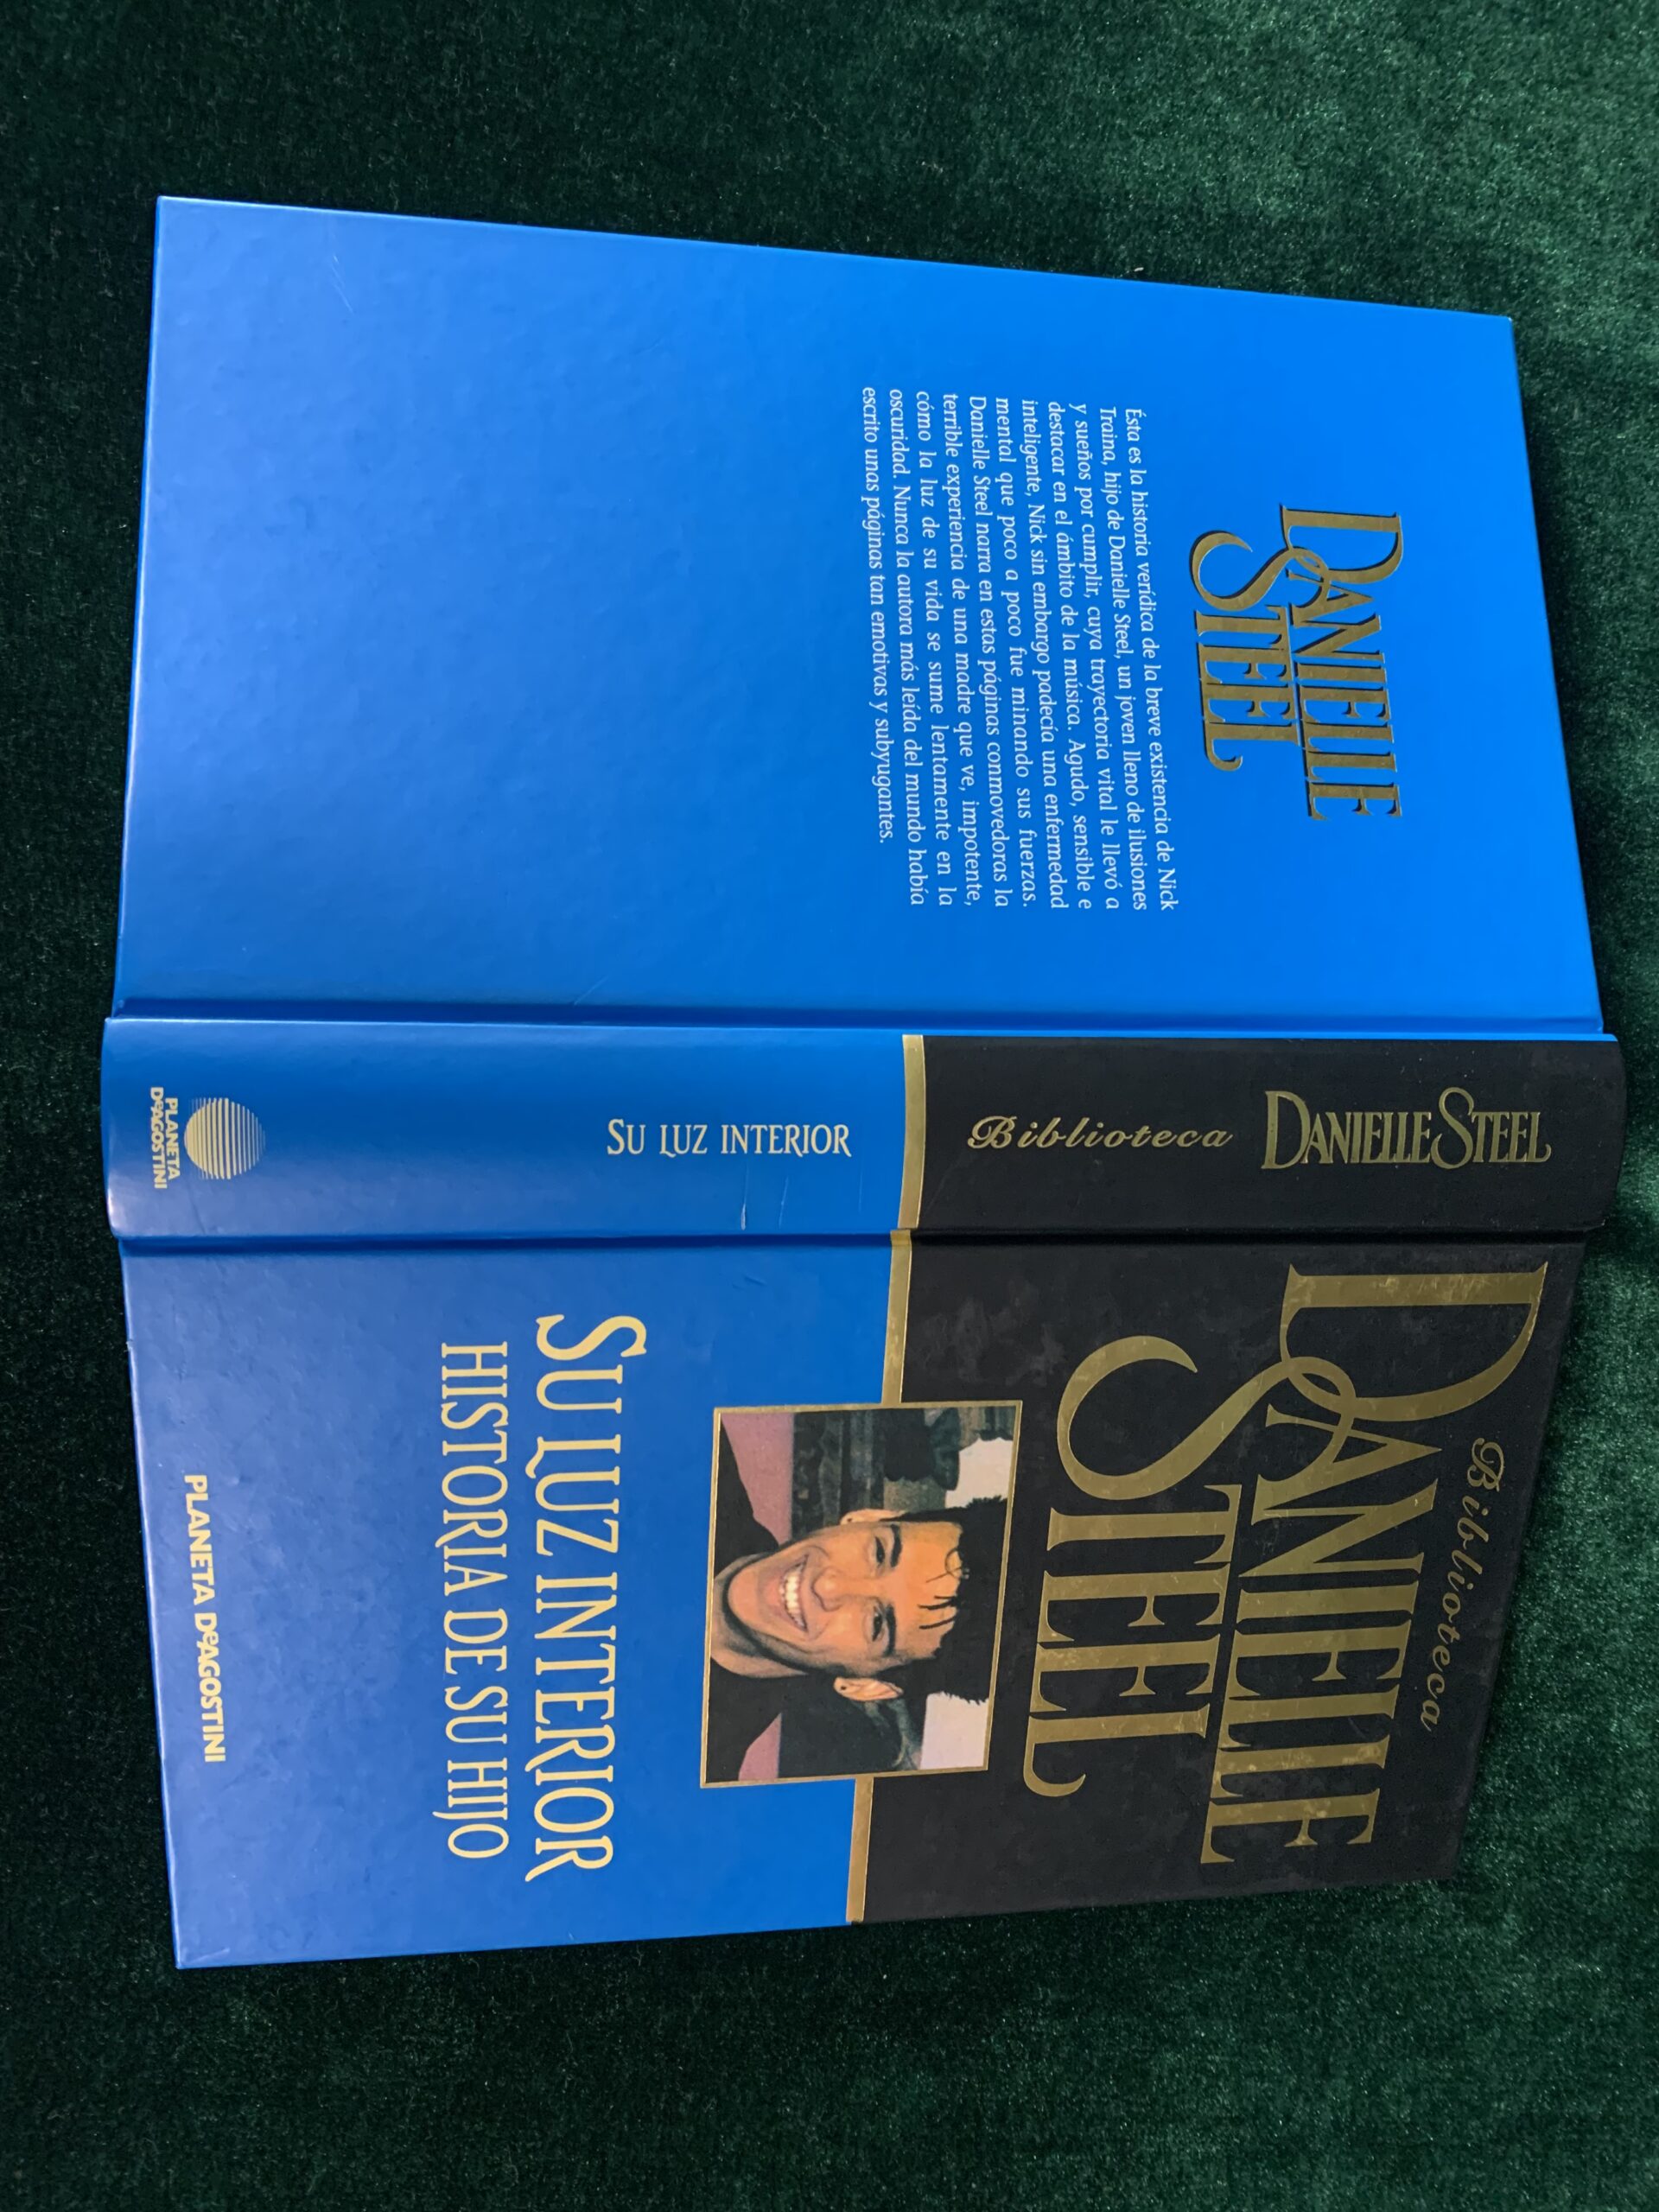 DANIELLE
STEEL
Ésta es la historia verídica de la breve existencia de Nick
Traina, hijo de Danielle Steel, un joven lleno de ilusiones
y sueños por cumplir, cuya trayectoria vital le llevó a
destacar en el ámbito de la música. Agudo, sensible e
inteligente, Nick sin embargo padecía una enfermedad
mental que poco a poco fue minando sus fuerzas.
Danielle Steel narra en estas páginas conmovedoras la
terrible experiencia de una madre que ve, impotente,
cómo la luz de su vida se sume lentamente en la
oscuridad. Nunca la autora más leída del mundo había
escrito unas páginas tan emotivas y subyugantes.
DANIELLE STEEL
Biblioteca
SU LUZ INTERIOR
PLANETA
DeAGOSTINI
Biblioteca
DANIELLE
STEEL
SU LUZ INTERIOR
HISTORIA DE SU HIJO
PLANETA DeAGOSTINI